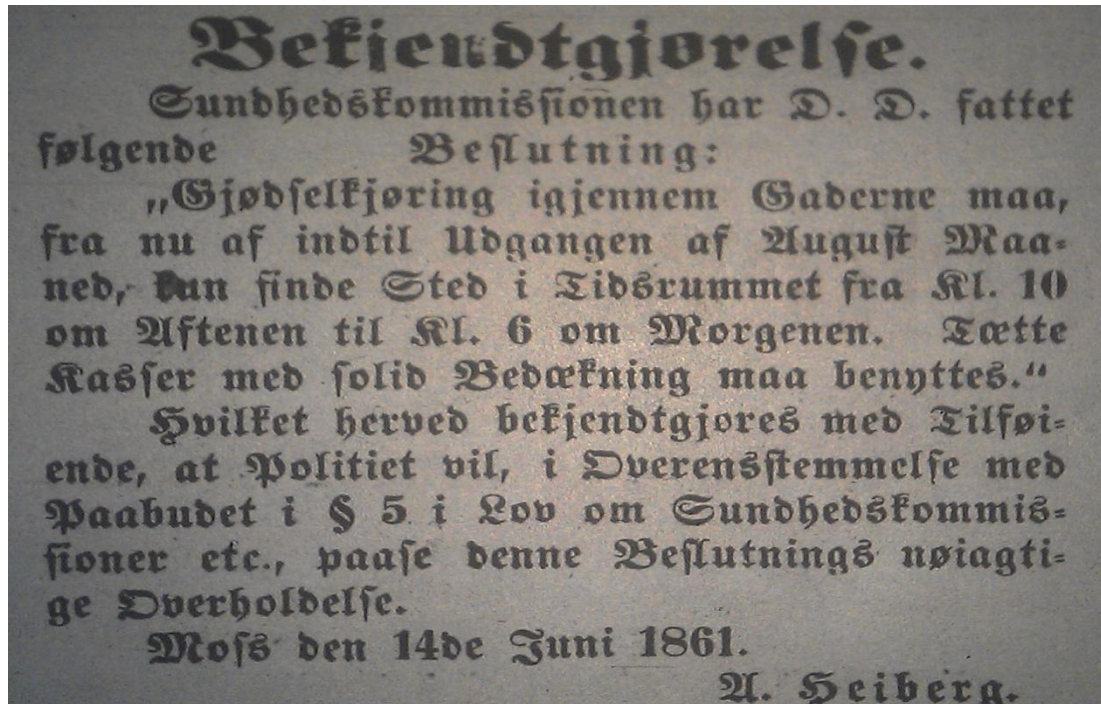 Bekjendtgjørelse.
Sundhedskommissionen har D. D. fattet
følgende Beslutning:
„Gjødselkjøring igjennem Gaderne maa,
fra nu af indtil Udgangen af August Maa-
ned, kun finde Sted i Tidsrummet fra Kl. 10
om Aftenen til Kl. 6 om Morgenen. Tætte
Kasser med solid Bedækning maa benyttes.“
Hvilket herved bekjendtgjøres med Tilføi-
ende, at Politiet vil, i Overensstemmelse med
Paabudet i § 5 i Lov om Sundhedskommis-
sioner etc., paase denne Beslutnings nøiagti-
ge Overholdelse.
Moss den 14de Juni 1861.
A. Heiberg.